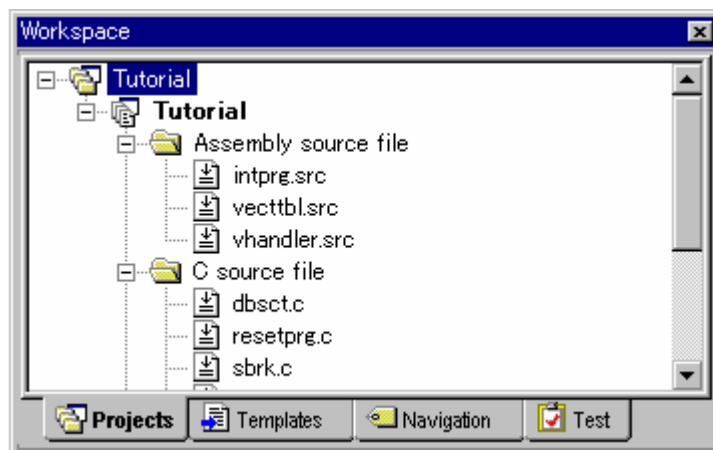 Workspace
Tutorial
Tutorial
Assembly source file
intprg.src
vecttbl.src
vhandler.src
C source file
dbsct.c
resetprg.c
sbrk.c
Projects Templates Navigation Test